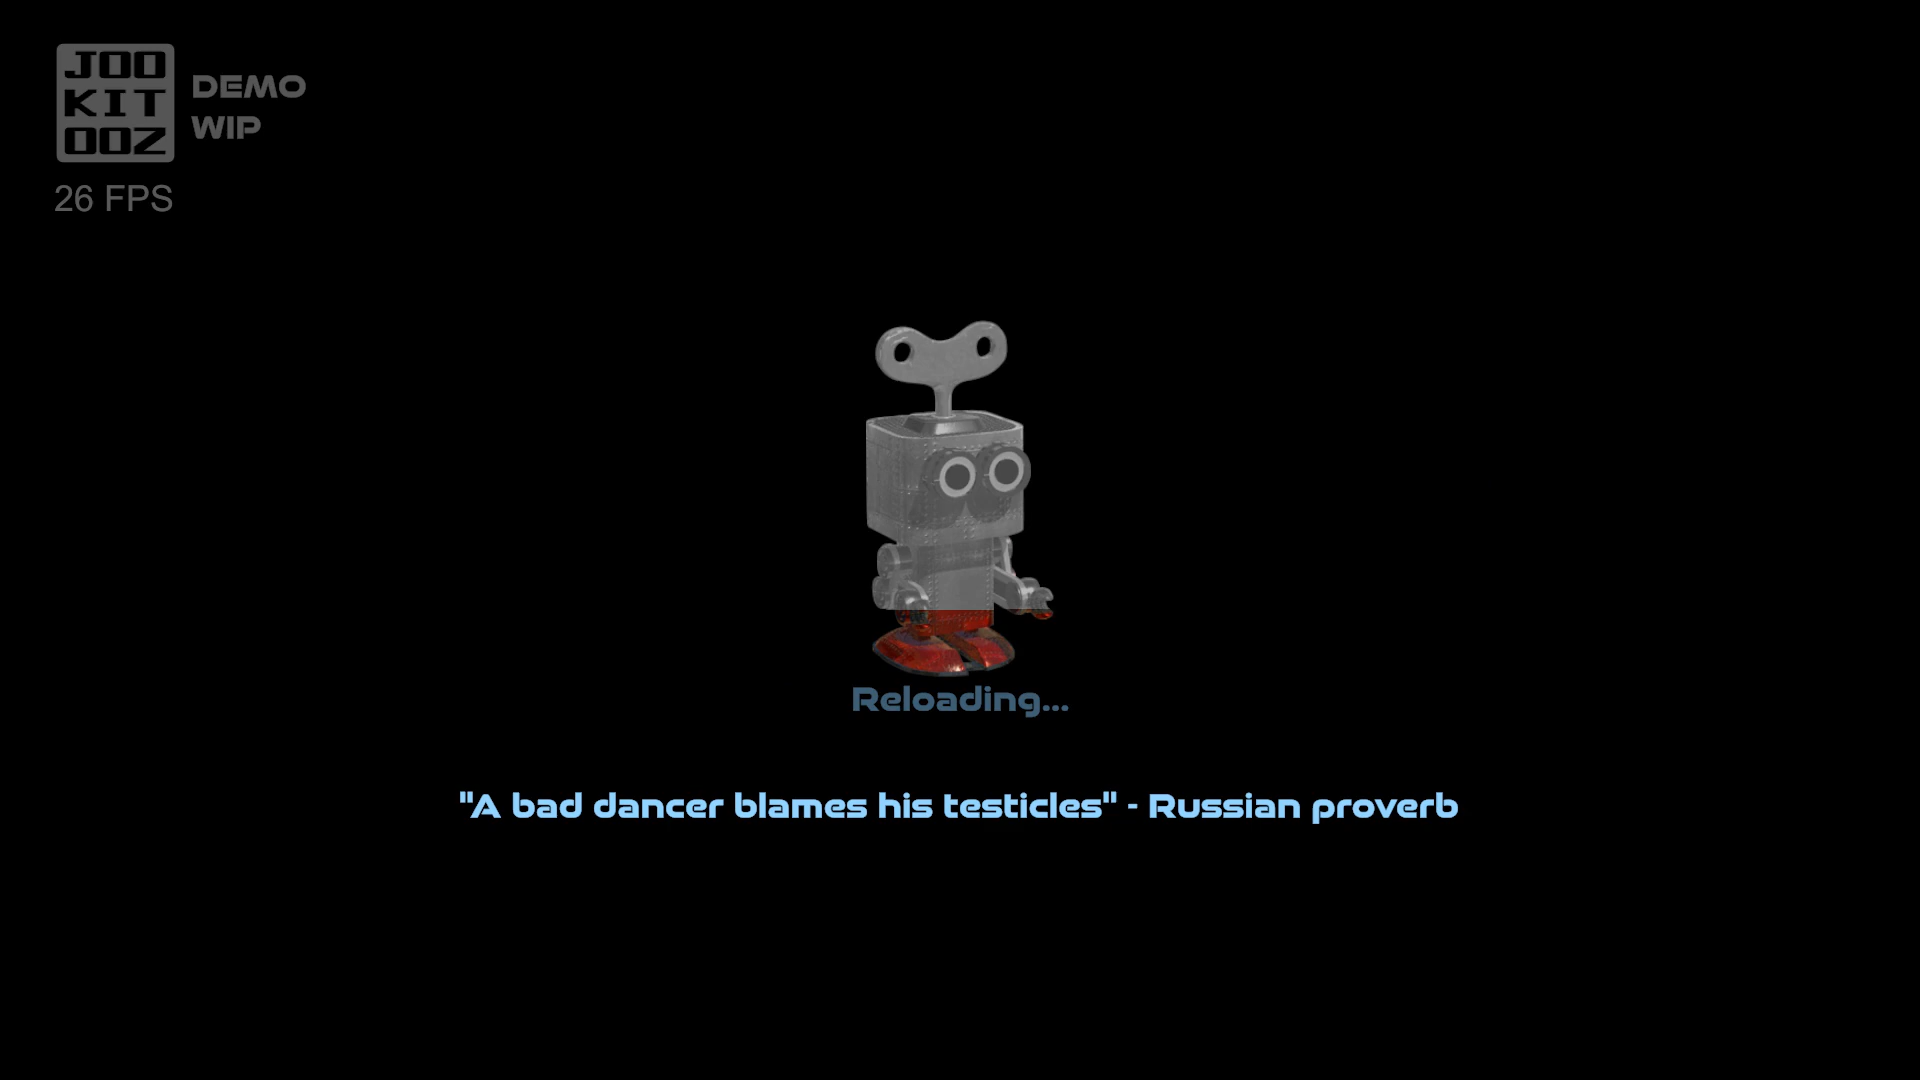 JOO
KIT
OOZ
DEMO
WIP
26 FPS
Reloading...
"A bad dancer blames his testicles" - Russian proverb